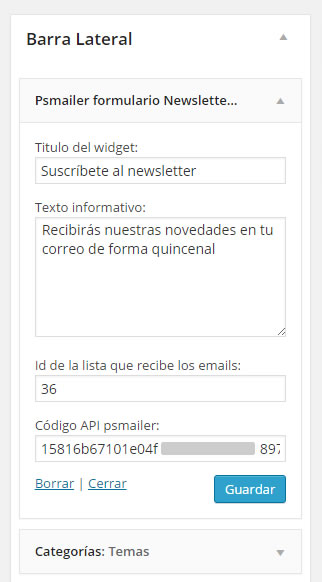 Barra Lateral
Psmailer formulario Newslette...
Titulo del widget:
Suscríbete al newsletter
Texto informativo:
Recibirás nuestras novedades en tu
correo de forma quincenal
Id de la lista que recibe los emails:
36
Código API psmailer:
15816b67101e04f 897
Borrar | Cerrar
Guardar
Categorías: Temas